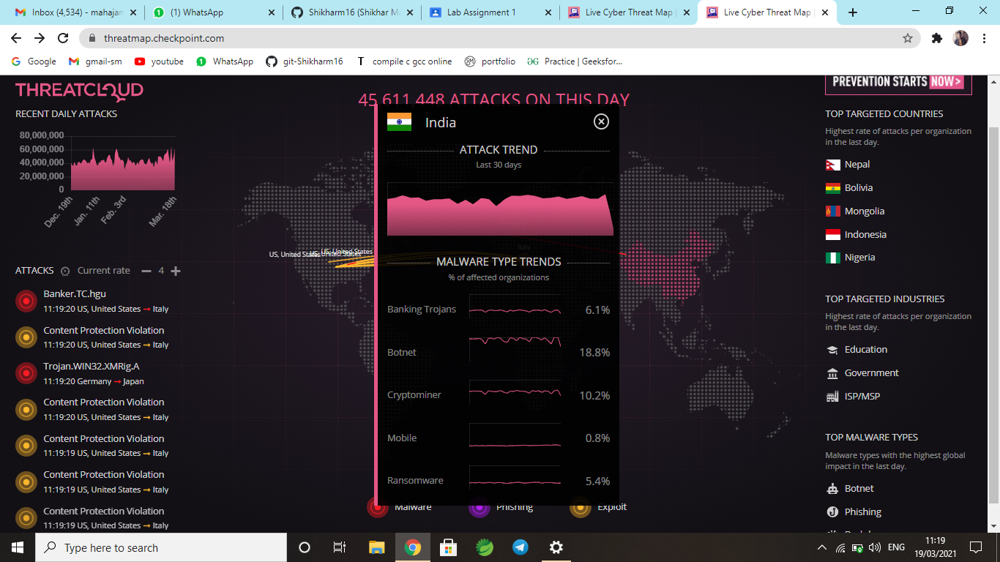 Inbox (4,534) - mahajan
(1) WhatsApp
Shikharm16 (Shikhar Ma
Lab Assignment 1
Live Cyber Threat Map |
Live Cyber Threat Map |
threatmap.checkpoint.com
Google
gmail-sm
youtube
WhatsApp
git-Shikharm16
T compile c gcc online
portfolio
Practice | Geeksfor...
THREATCLOUD
RECENT DAILY ATTACKS
80,000,000
60,000,000
40,000,000
20,000,000
0
Dec. 19th
Jan. 11th
Feb. 3rd
Mar. 18th
ATTACKS Current rate − 4 +
Banker.TC.hgu
11:19:20 US, United States → Italy
Content Protection Violation
11:19:20 US, United States → Italy
Trojan.WIN32.XMRig.A
11:19:20 Germany → Japan
Content Protection Violation
11:19:20 US, United States → Italy
Content Protection Violation
11:19:19 US, United States → Italy
Content Protection Violation
11:19:19 US, United States → Italy
Content Protection Violation
11:19:19 US, United States → Italy
45,611,448 ATTACKS ON THIS DAY
US, United States
US, United States
US, United States
Italy
India
ATTACK TREND
Last 30 days
MALWARE TYPE TRENDS
% of affected organizations
Banking Trojans 6.1%
Botnet 18.8%
Cryptominer 10.2%
Mobile 0.8%
Ransomware 5.4%
Malware
Phishing
Exploit
PREVENTION STARTS NOW >
TOP TARGETED COUNTRIES
Highest rate of attacks per organization
in the last day.
Nepal
Bolivia
Mongolia
Indonesia
Nigeria
TOP TARGETED INDUSTRIES
Highest rate of attacks per organization
in the last day.
Education
Government
ISP/MSP
TOP MALWARE TYPES
Malware types with the highest global
impact in the last day.
Botnet
Phishing
Type here to search
ENG
11:19
19/03/2021